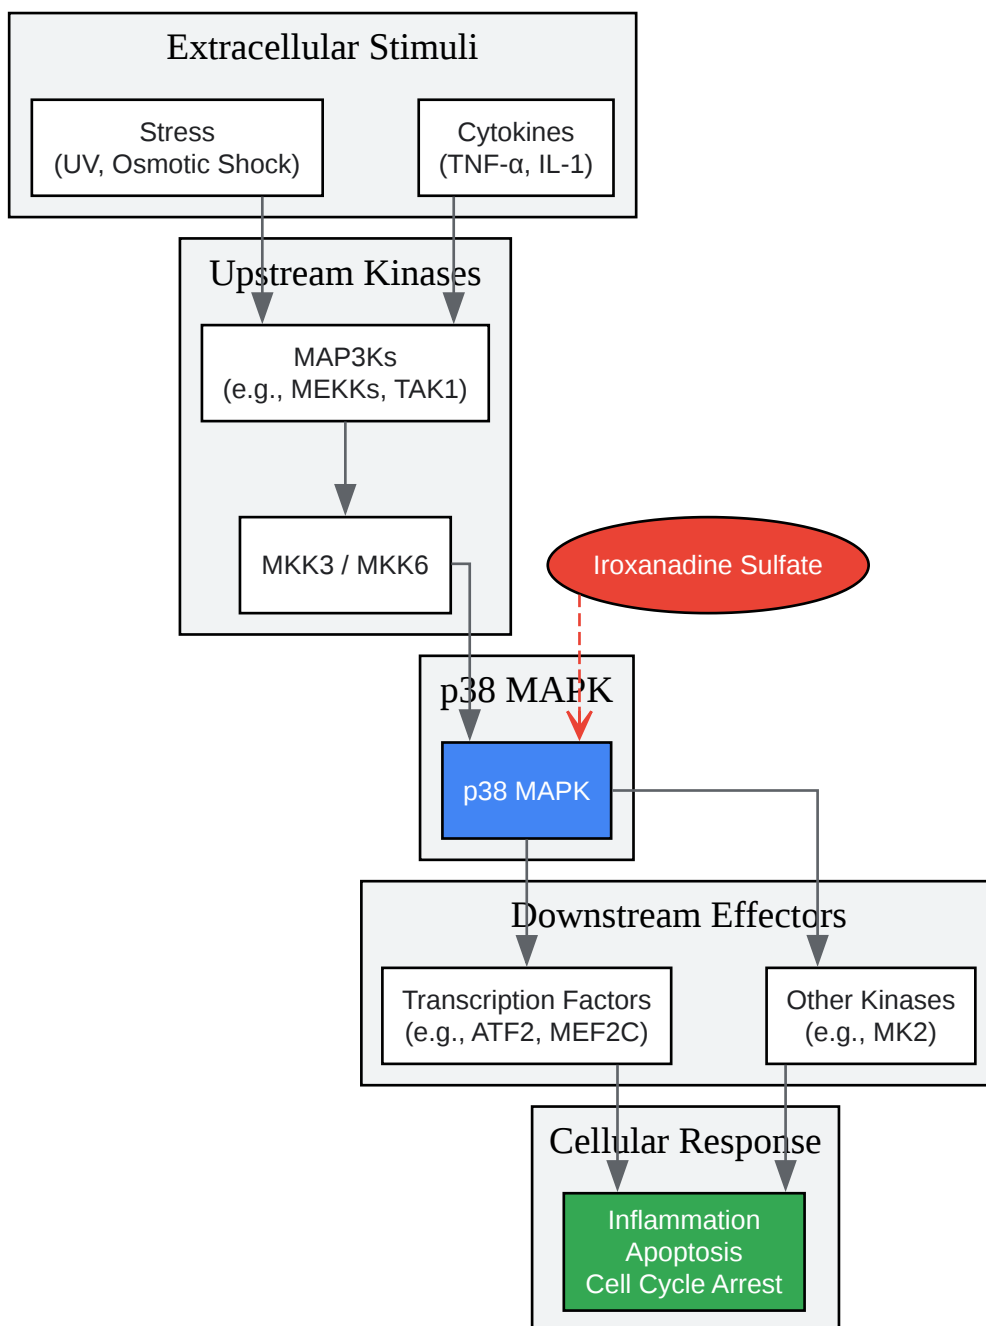 Extracellular Stimuli
Stress
(UV, Osmotic Shock)
Cytokines
(TNF-α, IL-1)
Upstream Kinases
MAP3Ks
(e.g., MEKKs, TAK1)
MKK3 / MKK6
Iroxanadine Sulfate
p38 MAPK
p38 MAPK
Downstream Effectors
Transcription Factors
(e.g., ATF2, MEF2C)
Other Kinases
(e.g., MK2)
Cellular Response
Inflammation
Apoptosis
Cell Cycle Arrest